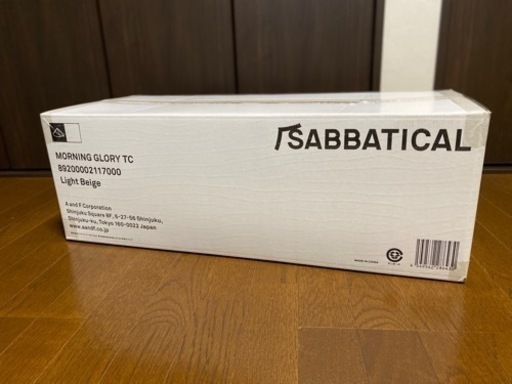 SABBATICAL
MORNING GLORY TC
89200002117000
Light Beige
A and F Corporation
Shinjuku Square 8F, 6-27-56 Shinjuku,
Shinjuku-ku, Tokyo 160-0022 Japan
www.aandf.co.jp